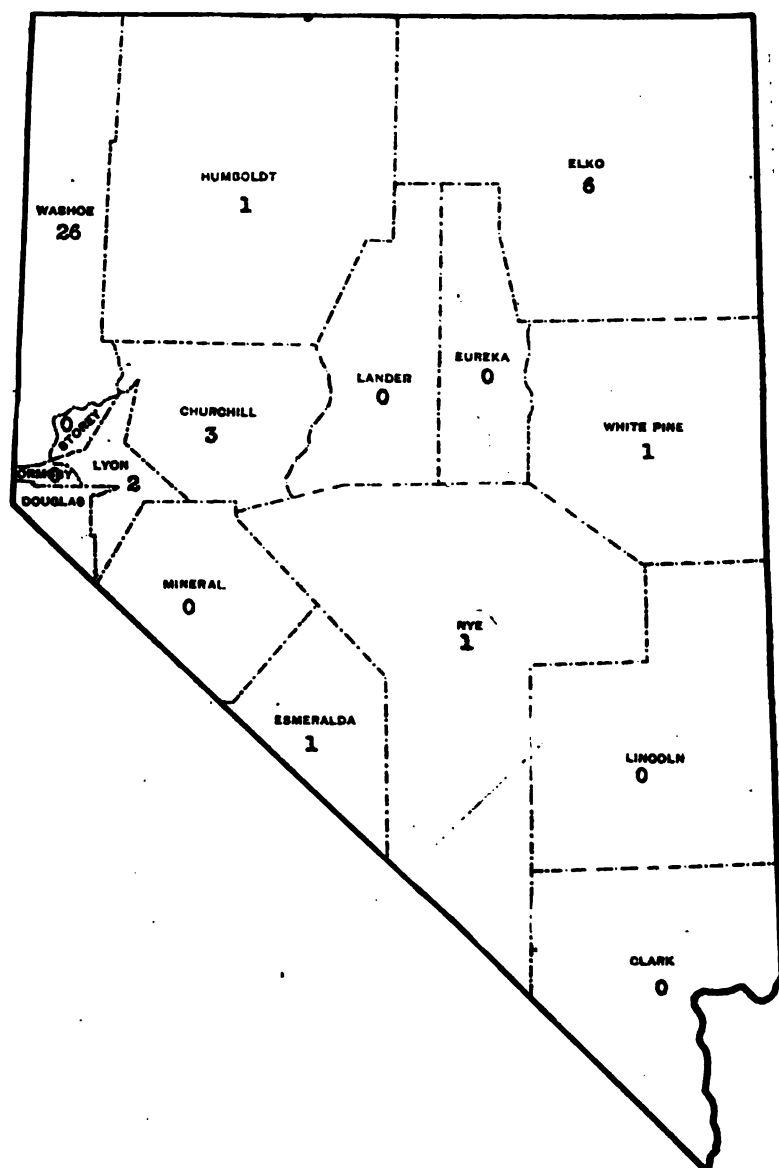 HUMBOLDT
1
ELKO
6
WASHOE
26
LANDER
0
EUREKA
0
CHURCHILL
3
WHITE PINE
1
0
STOREY
LYON
2
DOUGLAS
MINERAL
0
NYE
1
ESMERALDA
1
LINCOLN
0
CLARK
0